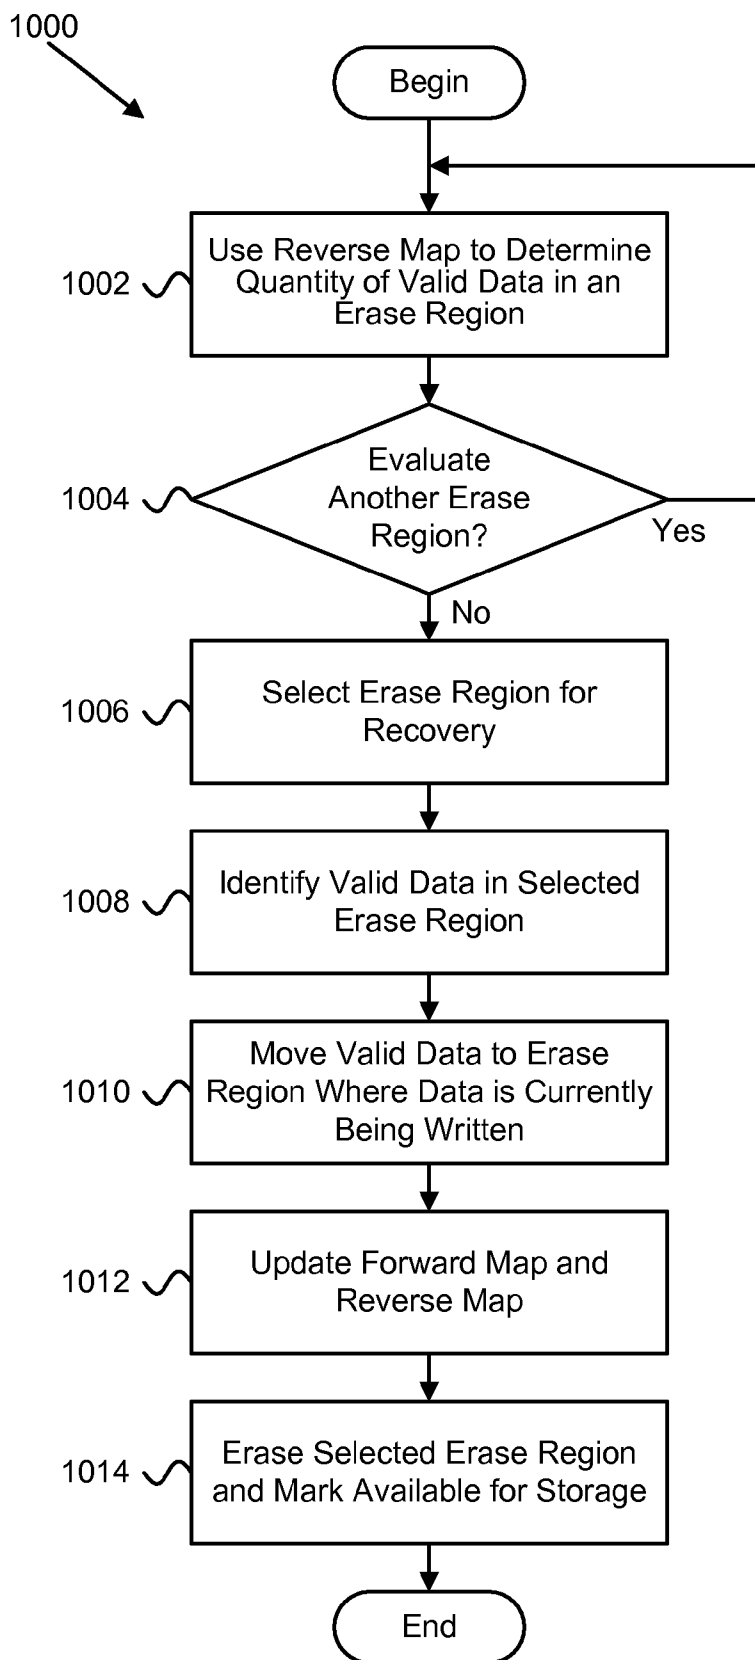 1000
Begin
1002
Use Reverse Map to Determine
Quantity of Valid Data in an
Erase Region
1004
Evaluate
Another Erase
Region?
Yes
No
1006
Select Erase Region for
Recovery
1008
Identify Valid Data in Selected
Erase Region
1010
Move Valid Data to Erase
Region Where Data is Currently
Being Written
1012
Update Forward Map and
Reverse Map
1014
Erase Selected Erase Region
and Mark Available for Storage
End